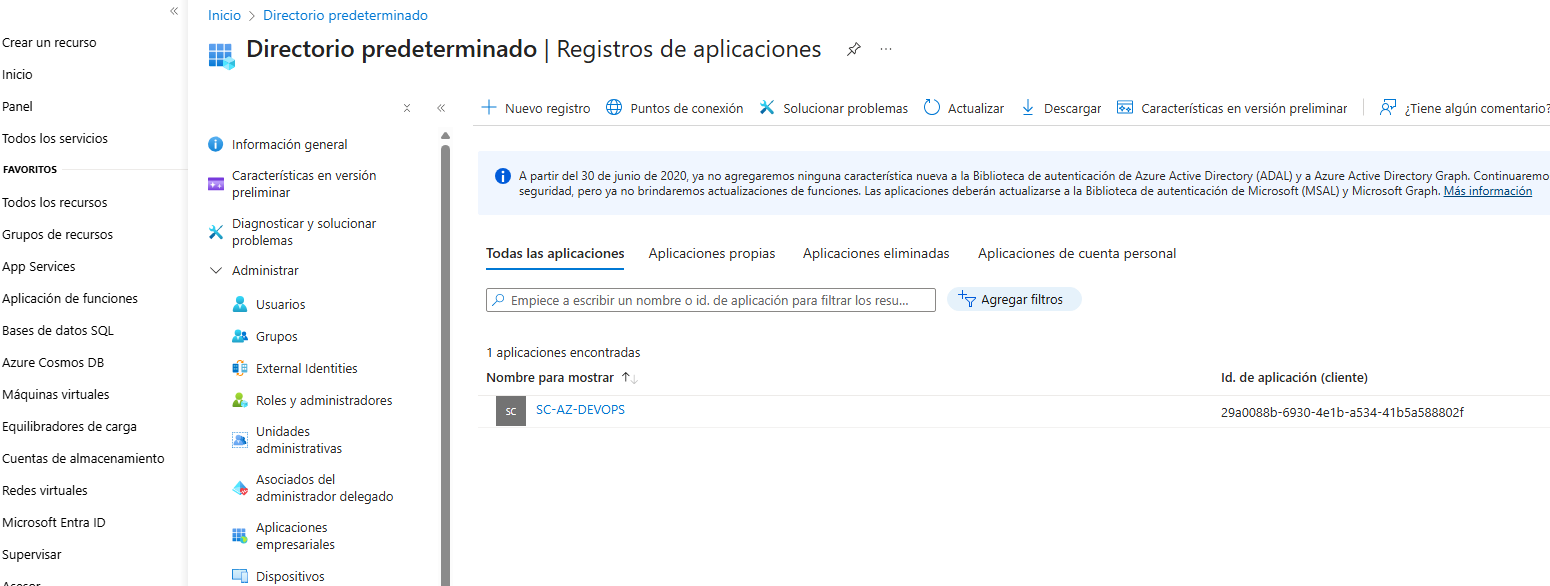 «
Crear un recurso
Inicio
Panel
Todos los servicios
FAVORITOS
Todos los recursos
Grupos de recursos
App Services
Aplicación de funciones
Bases de datos SQL
Azure Cosmos DB
Máquinas virtuales
Equilibradores de carga
Cuentas de almacenamiento
Redes virtuales
Microsoft Entra ID
Supervisar
Asesor
Inicio > Directorio predeterminado
Directorio predeterminado | Registros de aplicaciones
«
Información general
Características en versión
preliminar
Diagnosticar y solucionar
problemas
Administrar
Usuarios
Grupos
External Identities
Roles y administradores
Unidades
administrativas
Asociados del
administrador delegado
Aplicaciones
empresariales
Dispositivos
Nuevo registro Puntos de conexión Solucionar problemas Actualizar Descargar Características en versión preliminar ¿Tiene algún comentario?
A partir del 30 de junio de 2020, ya no agregaremos ninguna característica nueva a la Biblioteca de autenticación de Azure Active Directory (ADAL) y a Azure Active Directory Graph. Continuaremo
seguridad, pero ya no brindaremos actualizaciones de funciones. Las aplicaciones deberán actualizarse a la Biblioteca de autenticación de Microsoft (MSAL) y Microsoft Graph. Más información
Todas las aplicaciones Aplicaciones propias Aplicaciones eliminadas Aplicaciones de cuenta personal
Empiece a escribir un nombre o id. de aplicación para filtrar los resu... Agregar filtros
1 aplicaciones encontradas
Nombre para mostrar ↑↓ Id. de aplicación (cliente)
SC SC-AZ-DEVOPS 29a0088b-6930-4e1b-a534-41b5a588802f